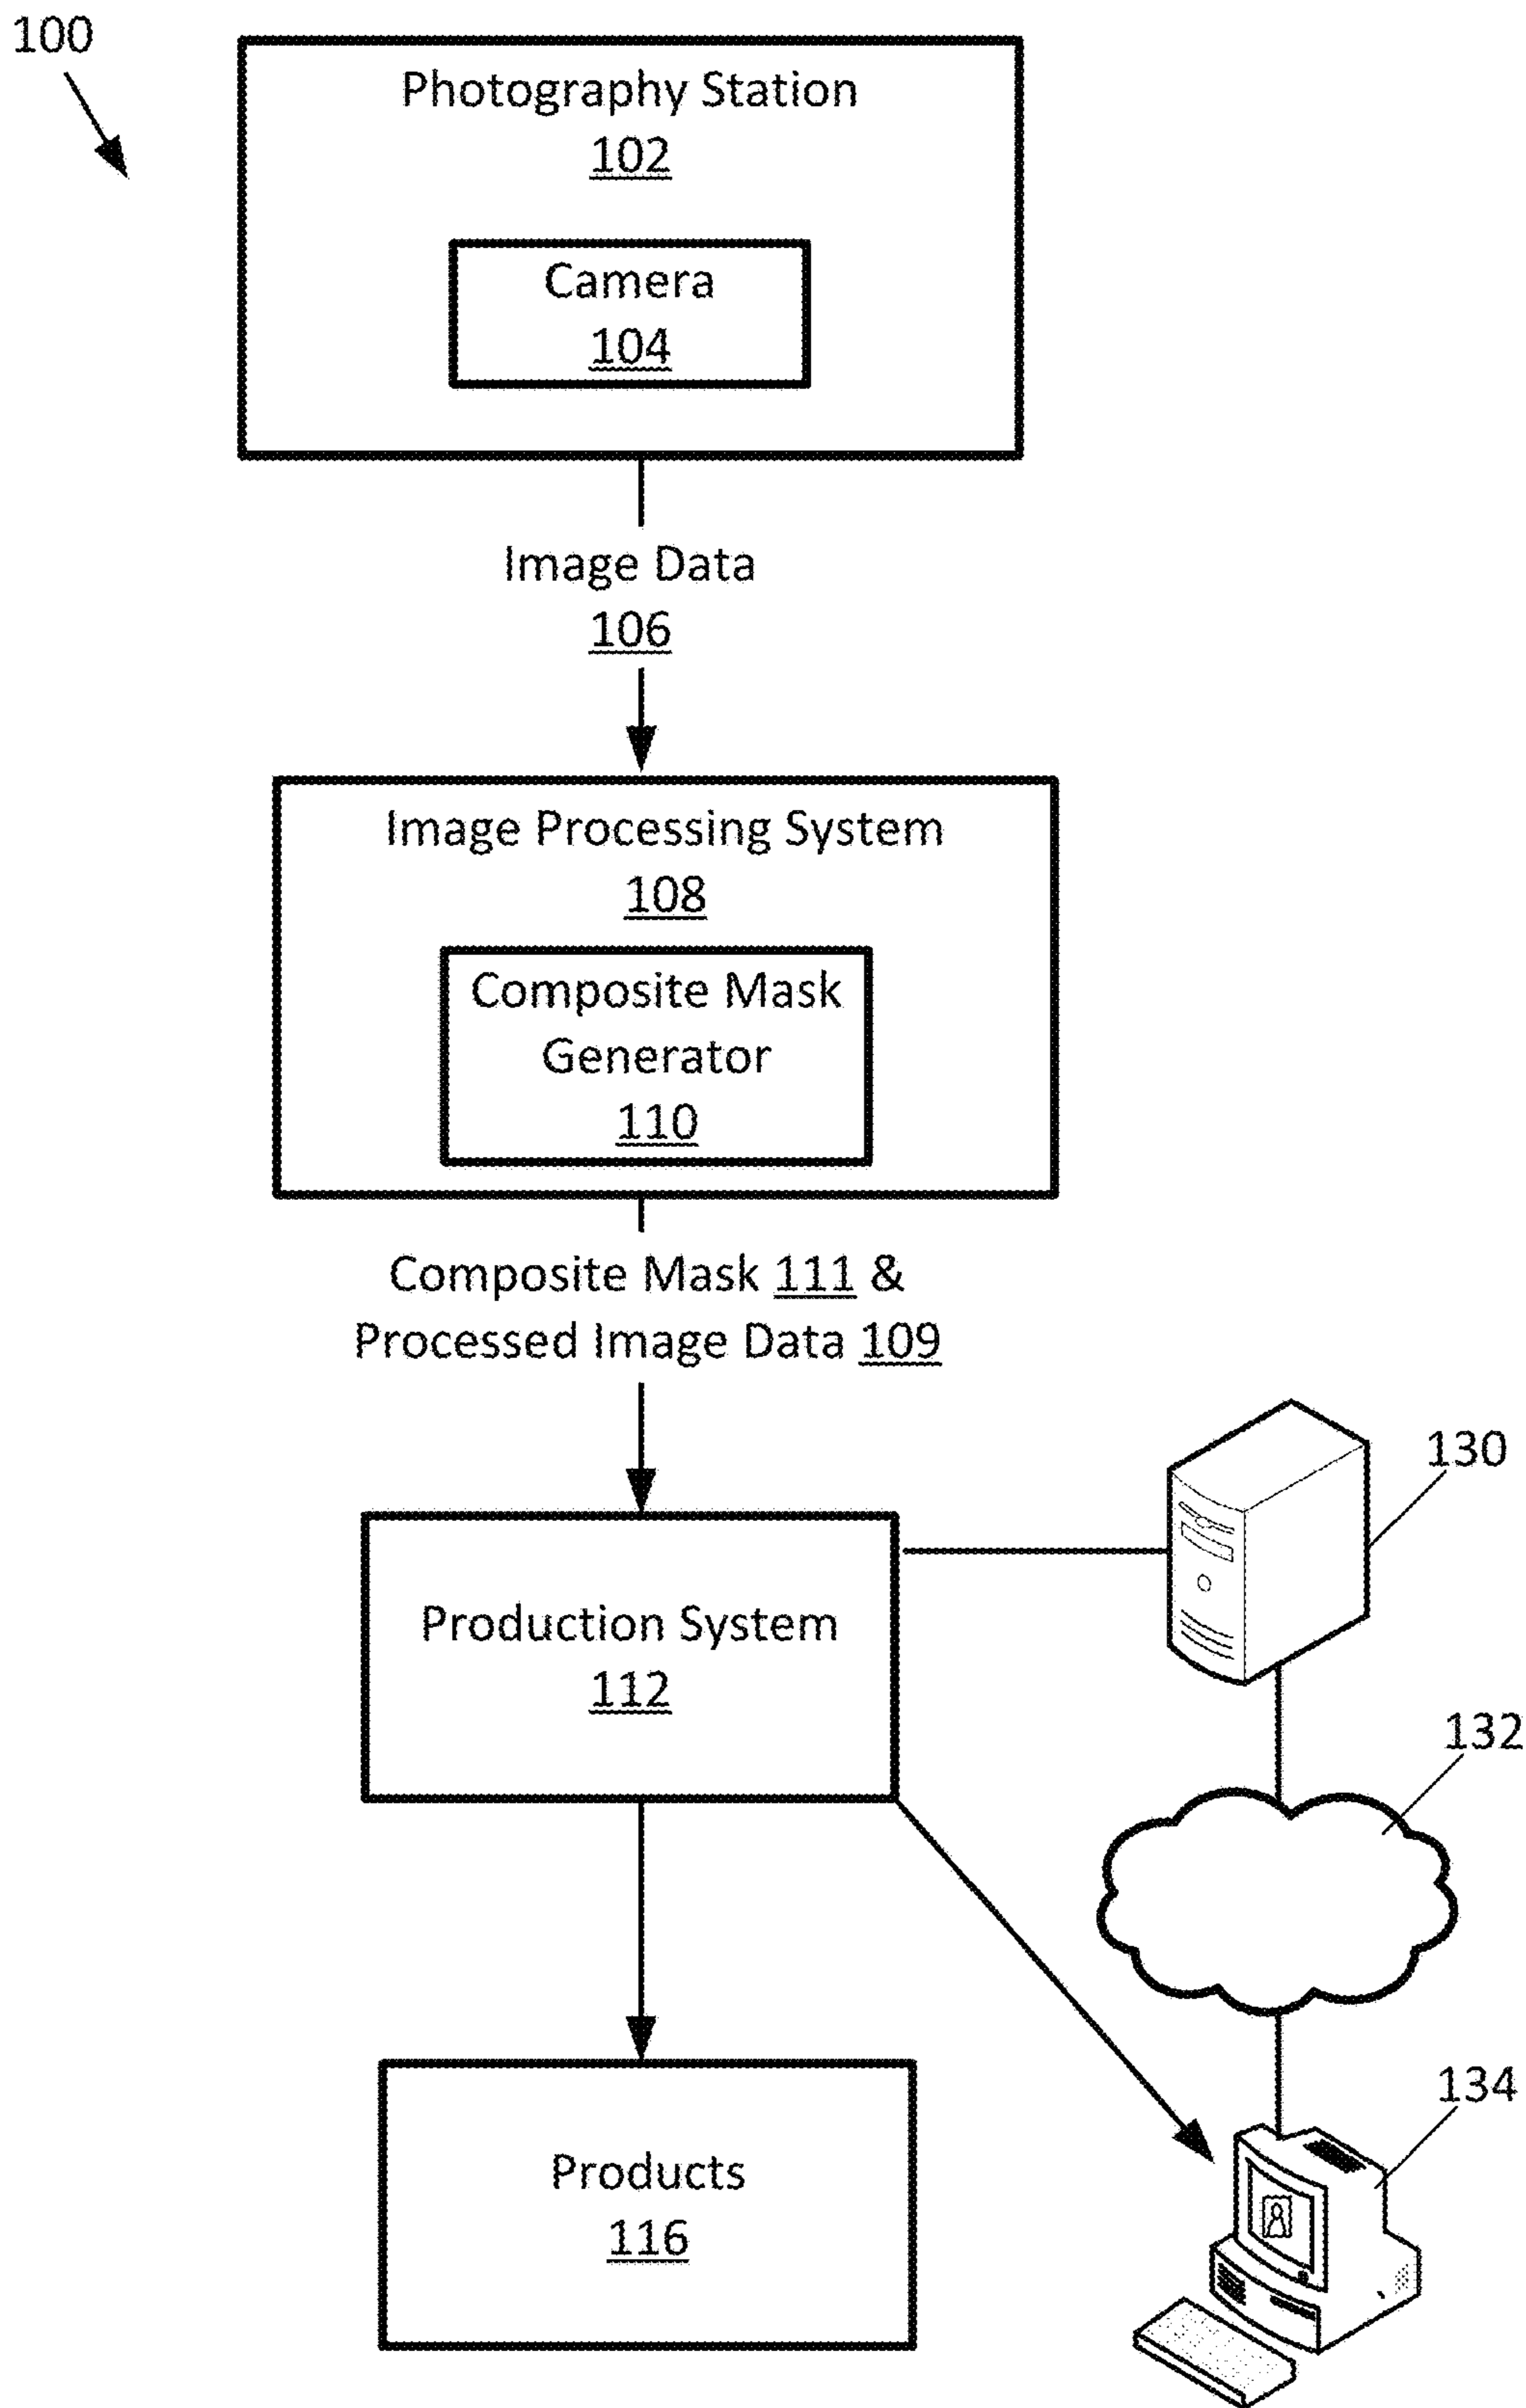 100
Photography Station
102
Camera
104
Image Data
106
Image Processing System
108
Composite Mask
Generator
110
Composite Mask 111 &
Processed Image Data 109
130
Production System
112
132
134
Products
116